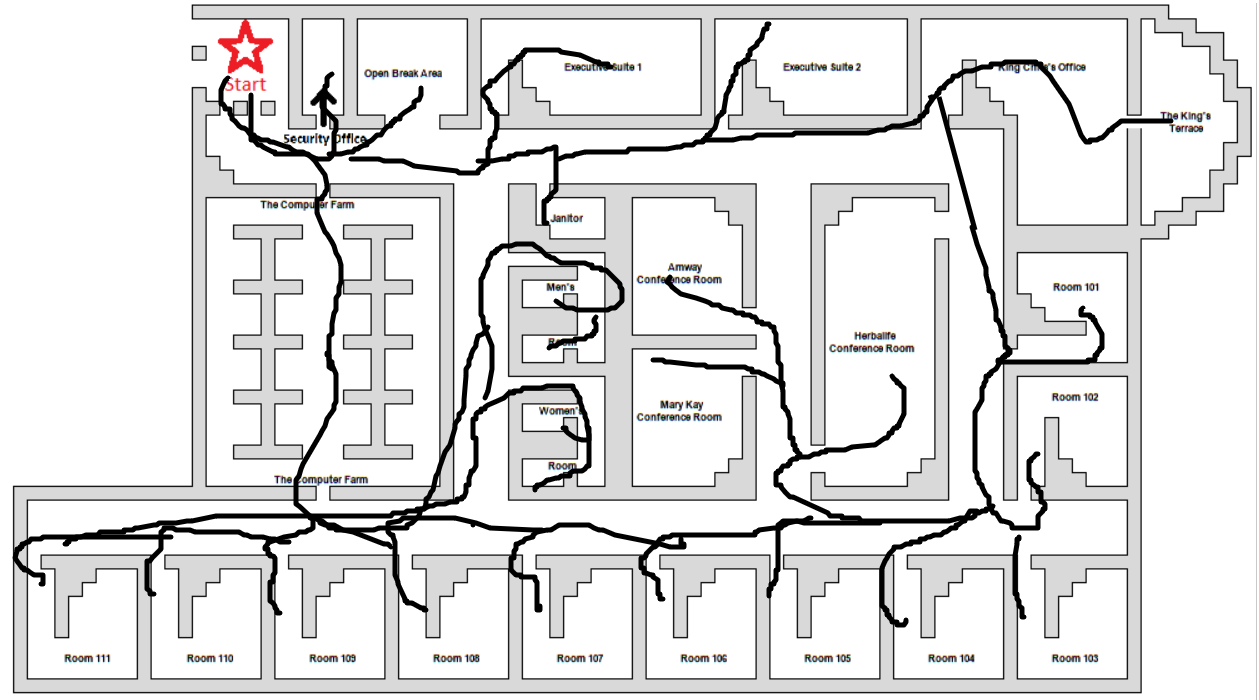 Start
Open Break Area
Executive Suite 1
Executive Suite 2
King Chile's Office
The King's
Terrace
Security Office
The Computer Farm
Janitor
Amway
Conference Room
Men's
Room
Room 101
Herbalife
Conference Room
Mary Kay
Conference Room
Women's
Room
Room 102
The Computer Farm
Room 111
Room 110
Room 109
Room 108
Room 107
Room 106
Room 105
Room 104
Room 103